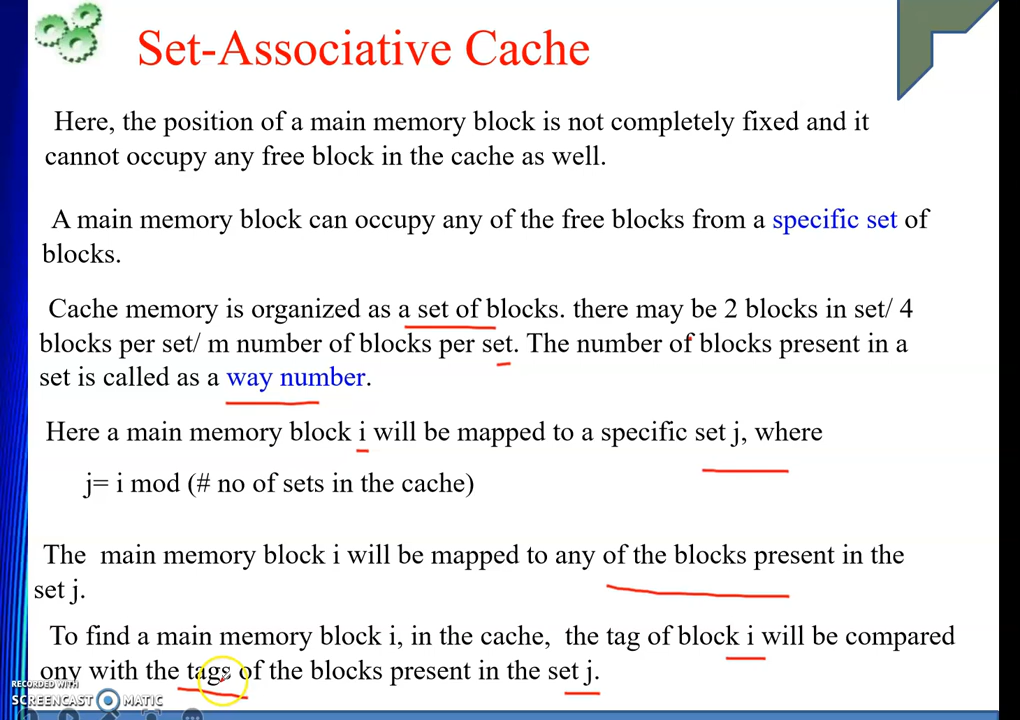 Set-Associative Cache
Here, the position of a main memory block is not completely fixed and it
cannot occupy any free block in the cache as well.
A main memory block can occupy any of the free blocks from a specific set of
blocks.
Cache memory is organized as a set of blocks. there may be 2 blocks in set/ 4
blocks per set/ m number of blocks per set. The number of blocks present in a
set is called as a way number.
Here a main memory block i will be mapped to a specific set j, where
j= i mod (# no of sets in the cache)
The main memory block i will be mapped to any of the blocks present in the
set j.
To find a main memory block i, in the cache, the tag of block i will be compared
ony with the tags of the blocks present in the set j.
RECORDED WITH
SCREENCAST MATIC